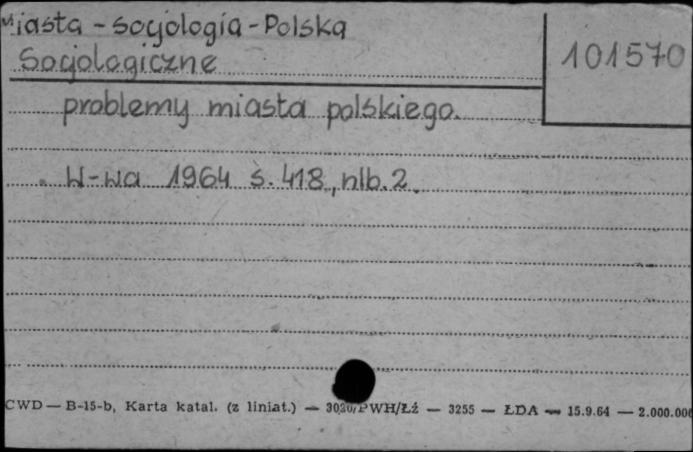 Miasta - socjologia - Polska
101570
Socjologiczne
problemy miasta polskiego.
W-wa 1964 s. 418, nlb. 2.
CWD — B-15-b, Karta katal. (z liniat.) — 3020/PWH/Łź — 3255 — ŁDA — 15.9.64 — 2.000.000